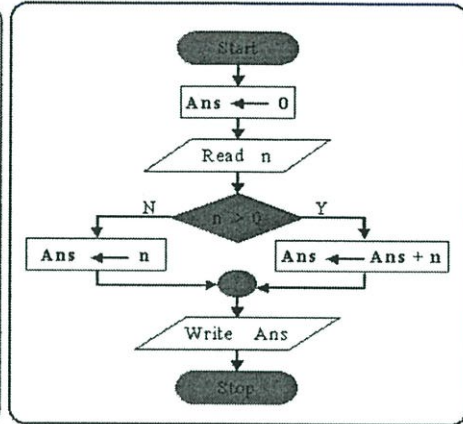 Start
Ans ← 0
Read n
n > 0
N
Y
Ans ← n
Ans ← Ans + n
Write Ans
Stop